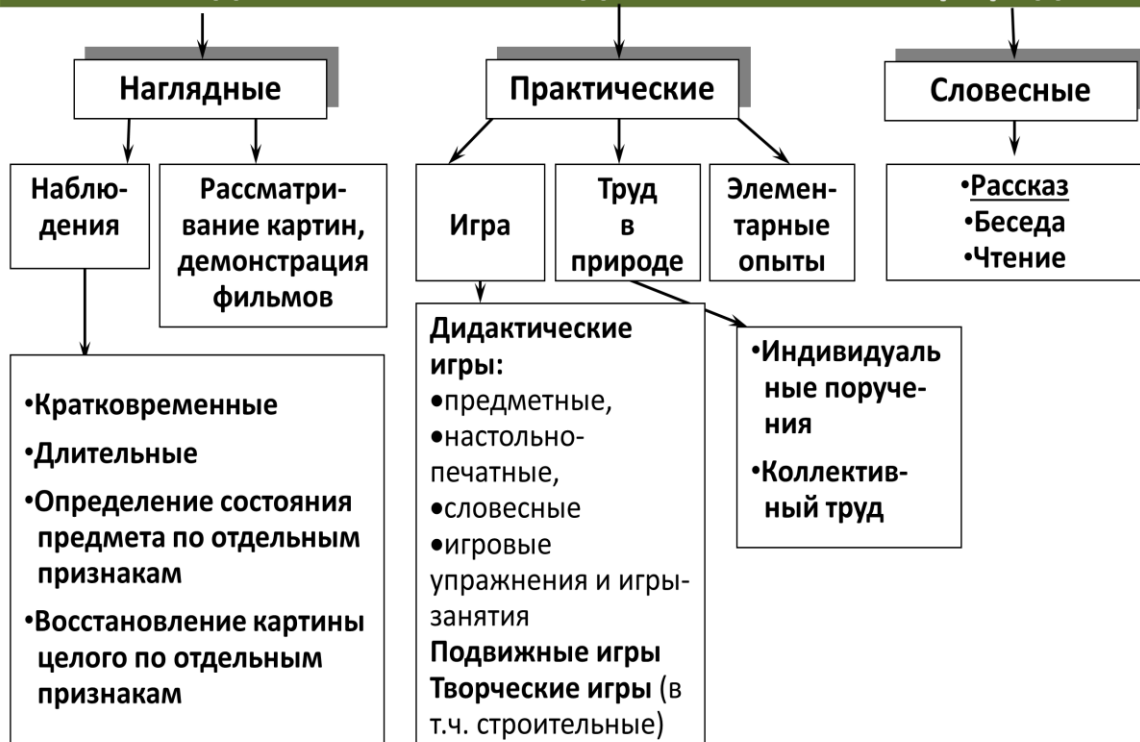 Наглядные
Практические
Словесные
Наблю-
дения
Рассматри-
вание картин,
демонстрация
фильмов
Игра
Труд
в
природе
Элемен-
тарные
опыты
•Рассказ
•Беседа
•Чтение
•Кратковременные
•Длительные
•Определение состояния
предмета по отдельным
признакам
•Восстановление картины
целого по отдельным
признакам
Дидактические
игры:
•предметные,
•настольно-
печатные,
•словесные
•игровые
упражнения и игры-
занятия
Подвижные игры
Творческие игры (в
т.ч. строительные)
•Индивидуаль
ные поруче-
ния
•Коллектив-
ный труд